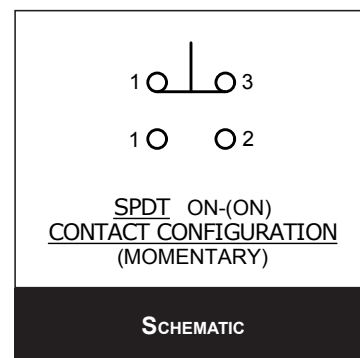 1 3
1 2
SPDT ON-(ON)
CONTACT CONFIGURATION
(MOMENTARY)
SCHEMATIC